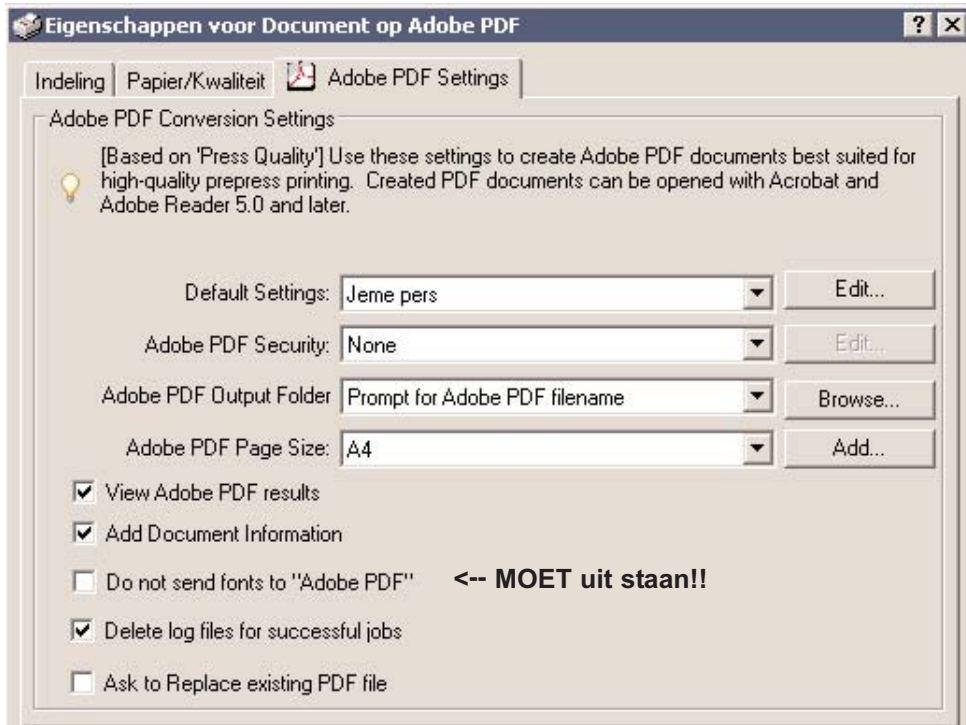 Eigenschappen voor Document op Adobe PDF
Indeling Papier/Kwaliteit Adobe PDF Settings
Adobe PDF Conversion Settings
[Based on 'Press Quality'] Use these settings to create Adobe PDF documents best suited for
high-quality prepress printing. Created PDF documents can be opened with Acrobat and
Adobe Reader 5.0 and later.
Default Settings: Jeme pers Edit...
Adobe PDF Security: None Edit...
Adobe PDF Output Folder Prompt for Adobe PDF filename Browse...
Adobe PDF Page Size: A4 Add...
View Adobe PDF results
Add Document Information
Do not send fonts to "Adobe PDF" <-- MOET uit staan!!
Delete log files for successful jobs
Ask to Replace existing PDF file